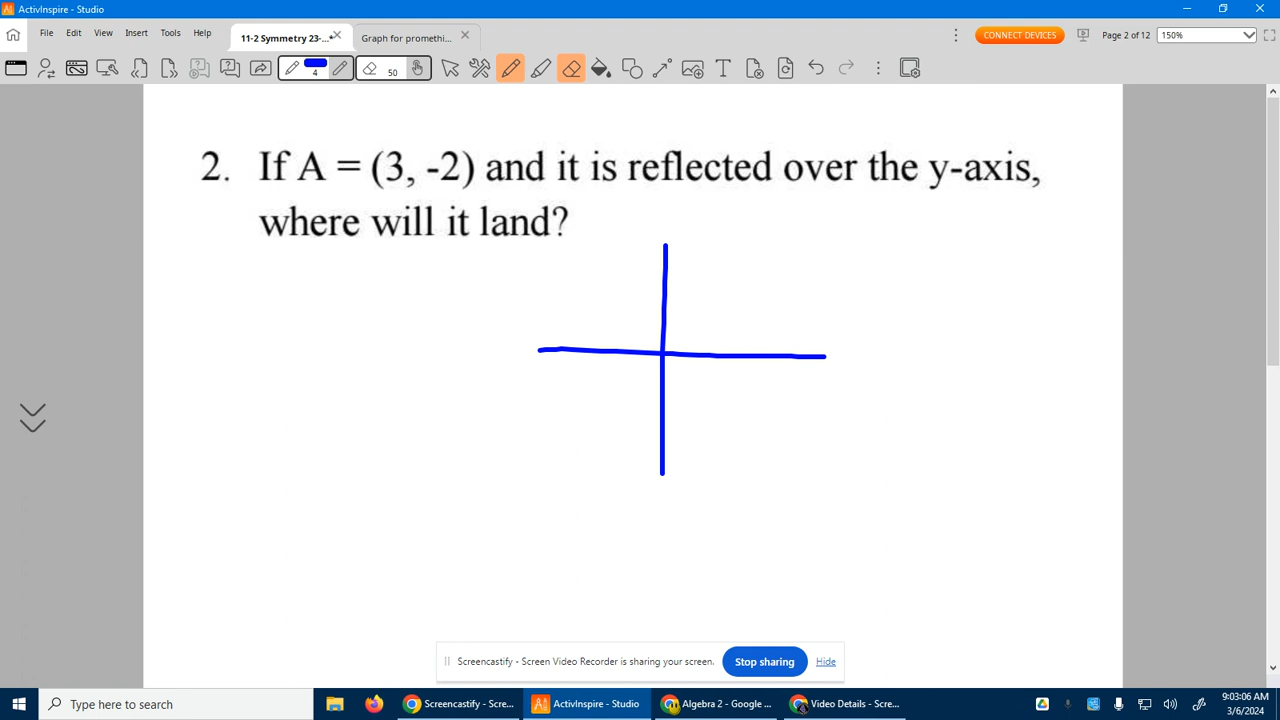 ActivInspire - Studio
File Edit View Insert Tools Help
11-2 Symmetry 23-...*
Graph for promethi...
CONNECT DEVICES
Page 2 of 12
150%
4
50
2. If A = (3, -2) and it is reflected over the y-axis,
where will it land?
Screencastify - Screen Video Recorder is sharing your screen.
Stop sharing
Hide
Type here to search
Screencastify - Scre...
ActivInspire - Studio
Algebra 2 - Google ...
Video Details - Scre...
9:03:06 AM
3/6/2024